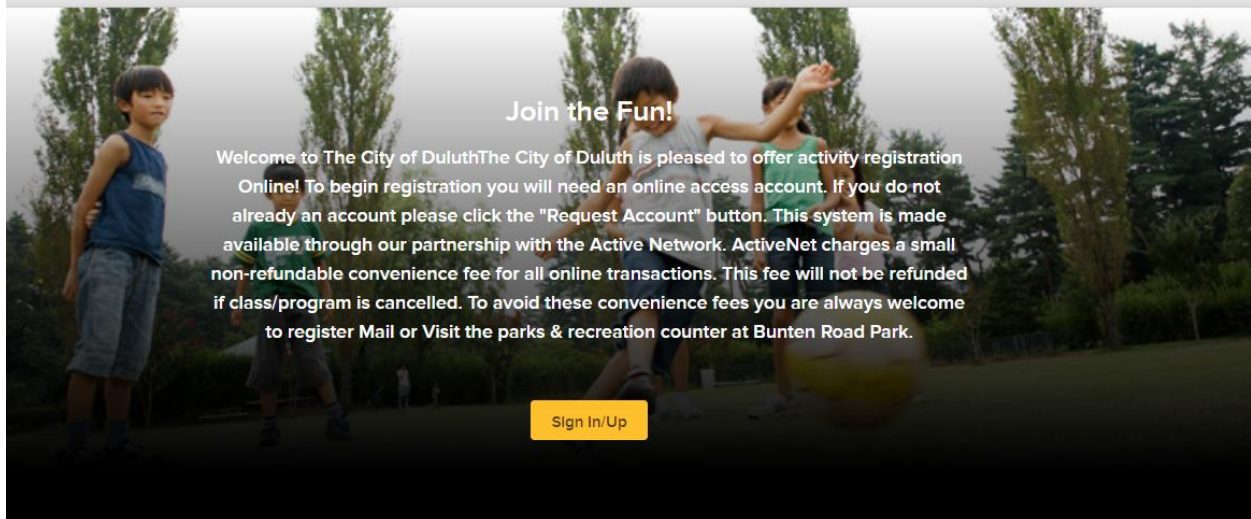 Join the Fun!
Welcome to The City of DuluthThe City of Duluth is pleased to offer activity registration
Online! To begin registration you will need an online access account. If you do not
already an account please click the "Request Account" button. This system is made
available through our partnership with the Active Network. ActiveNet charges a small
non-refundable convenience fee for all online transactions. This fee will not be refunded
if class/program is cancelled. To avoid these convenience fees you are always welcome
to register Mail or Visit the parks & recreation counter at Bunten Road Park.
Sign In/Up